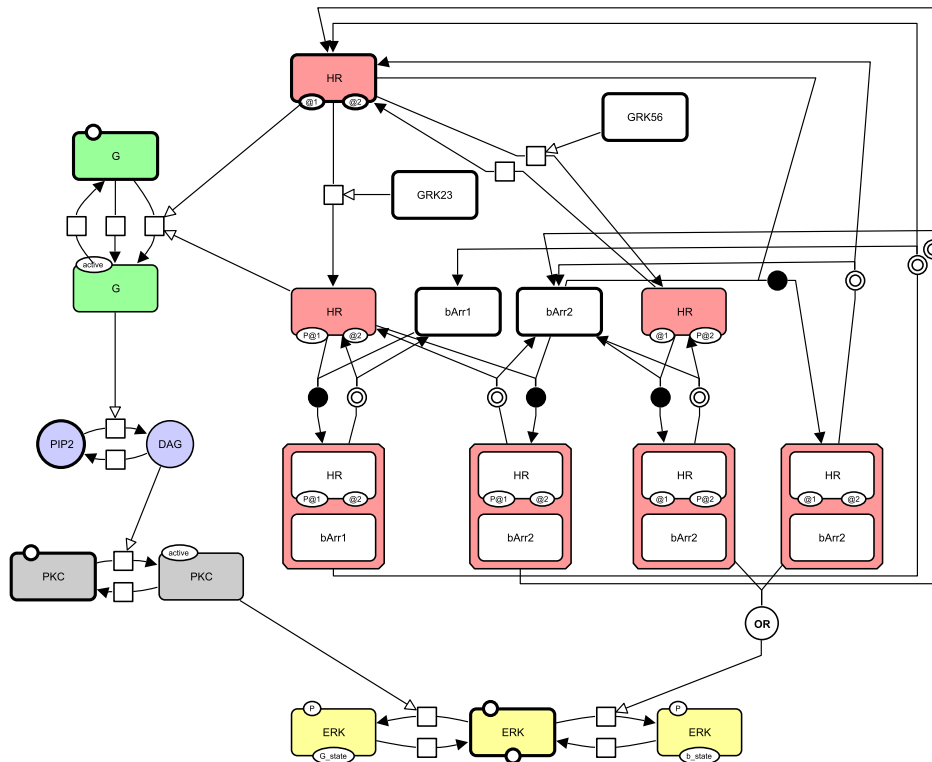 HR
@1
@2
GRK56
G
GRK23
active
G
HR
P@1
@2
bArr1
bArr2
HR
@1
P@2
PIP2
DAG
HR
P@1
@2
bArr1
HR
P@1
@2
bArr2
HR
@1
P@2
bArr2
HR
@1
@2
bArr2
PKC
active
PKC
OR
P
ERK
G_state
ERK
P
ERK
b_state